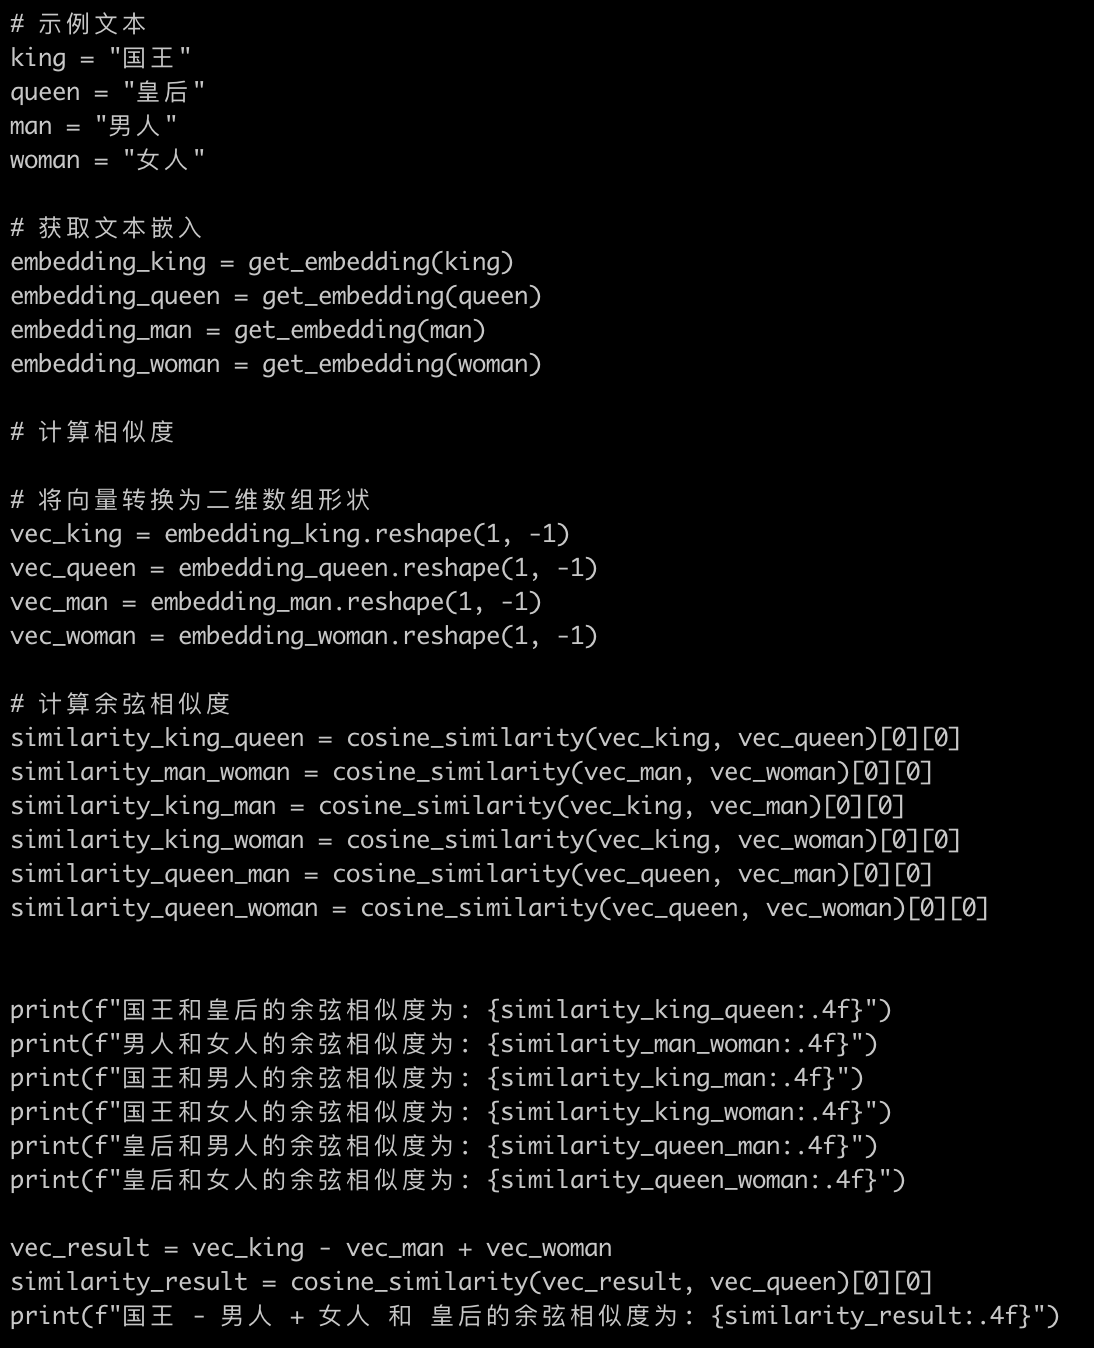 # 示例文本
king = "国王"
queen = "皇后"
man = "男人"
woman = "女人"

# 获取文本嵌入
embedding_king = get_embedding(king)
embedding_queen = get_embedding(queen)
embedding_man = get_embedding(man)
embedding_woman = get_embedding(woman)

# 计算相似度

# 将向量转换为二维数组形状
vec_king = embedding_king.reshape(1, -1)
vec_queen = embedding_queen.reshape(1, -1)
vec_man = embedding_man.reshape(1, -1)
vec_woman = embedding_woman.reshape(1, -1)

# 计算余弦相似度
similarity_king_queen = cosine_similarity(vec_king, vec_queen)[0][0]
similarity_man_woman = cosine_similarity(vec_man, vec_woman)[0][0]
similarity_king_man = cosine_similarity(vec_king, vec_man)[0][0]
similarity_king_woman = cosine_similarity(vec_king, vec_woman)[0][0]
similarity_queen_man = cosine_similarity(vec_queen, vec_man)[0][0]
similarity_queen_woman = cosine_similarity(vec_queen, vec_woman)[0][0]


print(f"国王和皇后的余弦相似度为: {similarity_king_queen:.4f}")
print(f"男人和女人的余弦相似度为: {similarity_man_woman:.4f}")
print(f"国王和男人的余弦相似度为: {similarity_king_man:.4f}")
print(f"国王和女人的余弦相似度为: {similarity_king_woman:.4f}")
print(f"皇后和男人的余弦相似度为: {similarity_queen_man:.4f}")
print(f"皇后和女人的余弦相似度为: {similarity_queen_woman:.4f}")

vec_result = vec_king - vec_man + vec_woman
similarity_result = cosine_similarity(vec_result, vec_queen)[0][0]
print(f"国王 - 男人 + 女人 和 皇后的余弦相似度为: {similarity_result:.4f}")